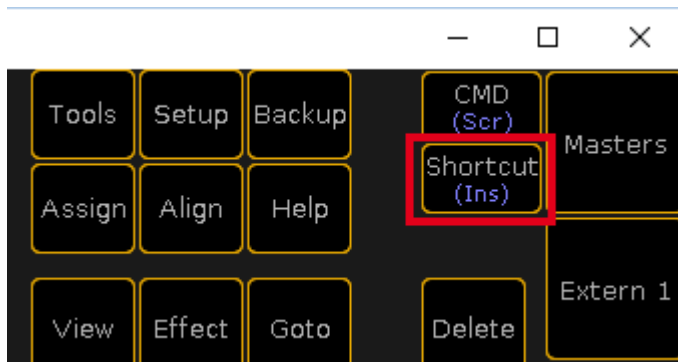 Tools Setup Backup CMD
(Scr)
Masters
Shortcut
(Ins)
Assign Align Help
Extern 1
View Effect Goto Delete